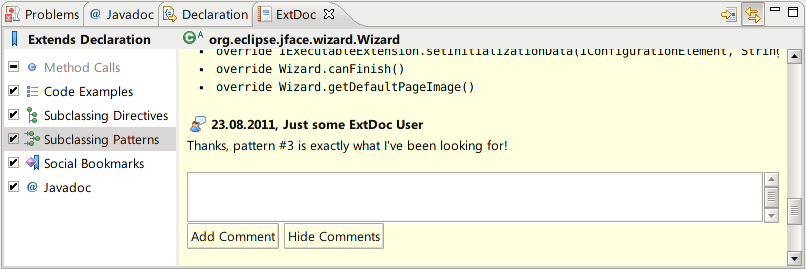 Problems @ Javadoc Declaration ExtDoc
Extends Declaration
org.eclipse.jface.wizard.Wizard
Method Calls
Code Examples
Subclassing Directives
Subclassing Patterns
Social Bookmarks
@ Javadoc
• override IExecutableExtension.setInitializationData(IConfigurationElement, String
• override Wizard.canFinish()
• override Wizard.getDefaultPageImage()
23.08.2011, Just some ExtDoc User
Thanks, pattern #3 is exactly what I've been looking for!
Add Comment Hide Comments